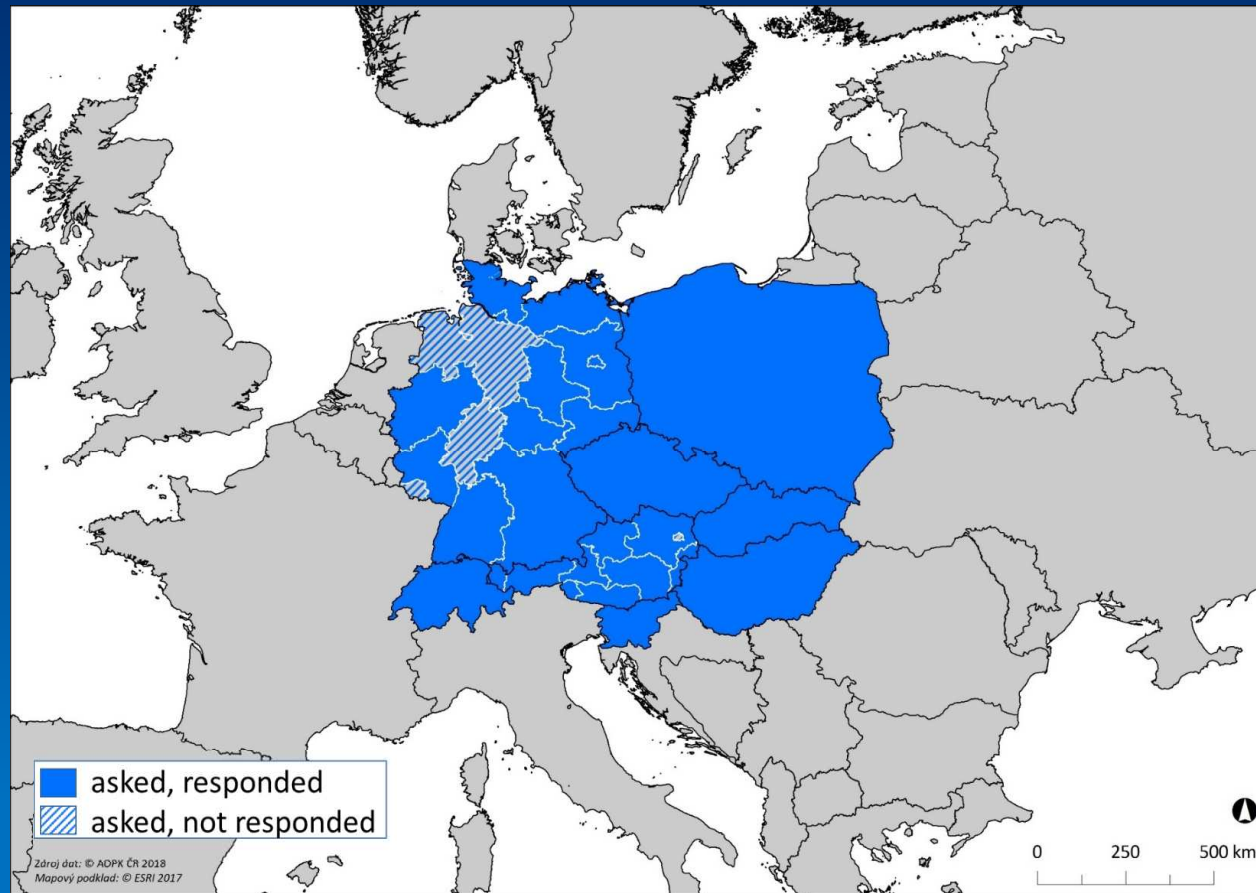 asked, responded
asked, not responded
Zdroj dat: © AOPK ČR 2018
Mapový podklad: © ESRI 2017
0 250 500 km